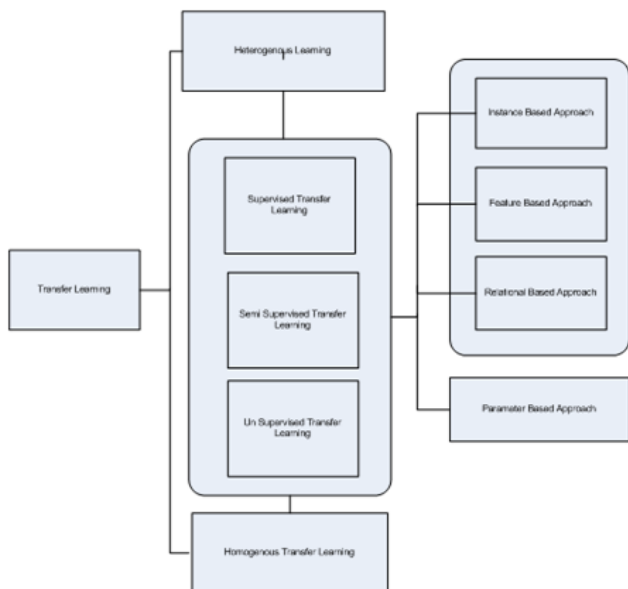 Heterogenous Learning
Instance Based Approach
Supervised Transfer
Learning
Feature Based Approach
Transfer Learning
Semi Supervised Transfer
Learning
Relational Based Approach
Un Supervised Transfer
Learning
Parameter Based Approach
Homogenous Transfer Learning